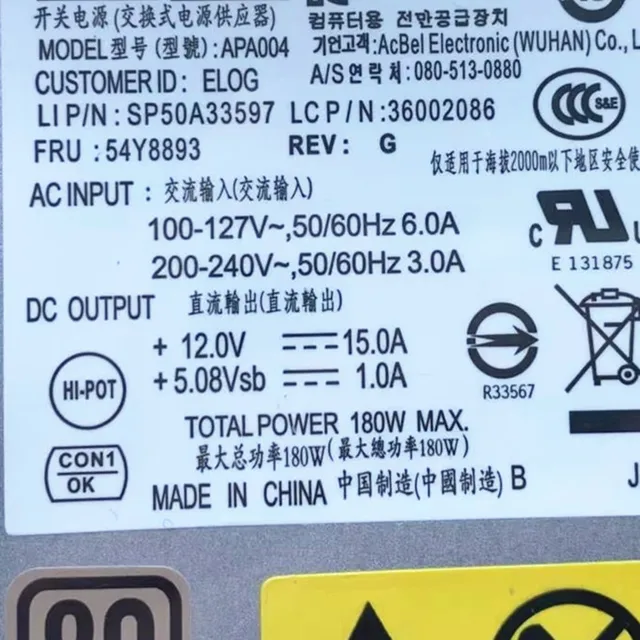 开关电源 (交换式电源供应器)
MODEL型号 (型號): APA004
CUSTOMER ID: ELOG
LI P/N: SP50A33597 LC P/N:36002086
FRU :54Y8893 REV: G
컴퓨터용 전한공급장치
기언고객:AcBel Electronic (WUHAN) Co., L
A/S연락처:080-513-0880
CCC S&E
仅适用于海拔2000m以下地区安全使
AC INPUT : 交流输入(交流输入)
100-127V~,50/60Hz 6.0A
200-240V~,50/60Hz 3.0A
c RU U
E 131875
DC OUTPUT 直流輸出(直流輸出)
+ 12.0V 15.0A
+5.08Vsb 1.0A
HI-POT
R33567
TOTAL POWER 180W MAX.
最大总功率180W(最大總功率180W)
CON1
OK
MADE IN CHINA 中国制造(中國制造) B
J